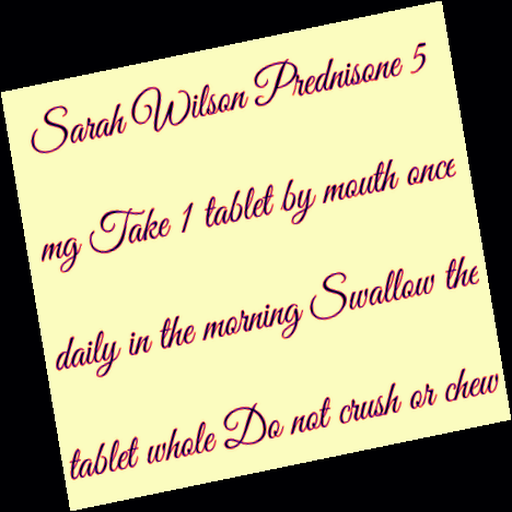 Sarah Wilson Prednisone 5
mg Take 1 tablet by mouth once
daily in the morning Swallow the
tablet whole Do not crush or chew